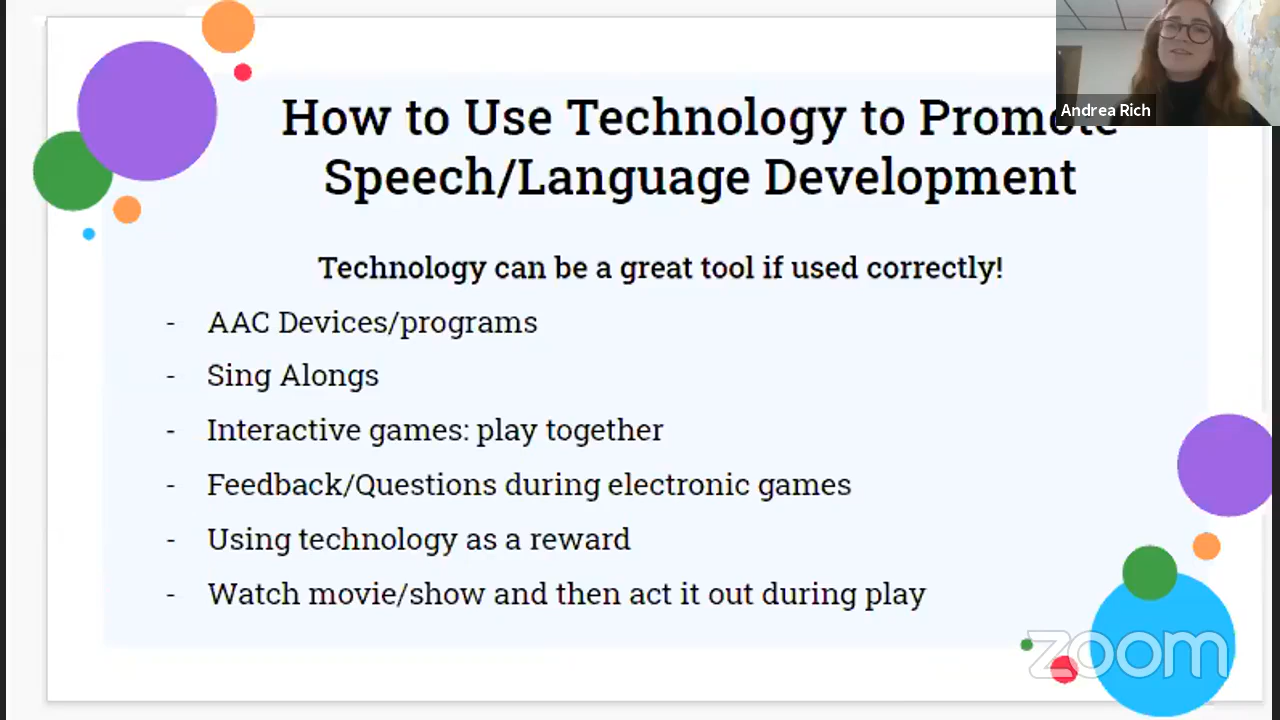 How to Use Technology to Promote
Speech/Language Development
Andrea Rich
Technology can be a great tool if used correctly!
- AAC Devices/programs
- Sing Alongs
- Interactive games: play together
- Feedback/Questions during electronic games
- Using technology as a reward
- Watch movie/show and then act it out during play
zoom